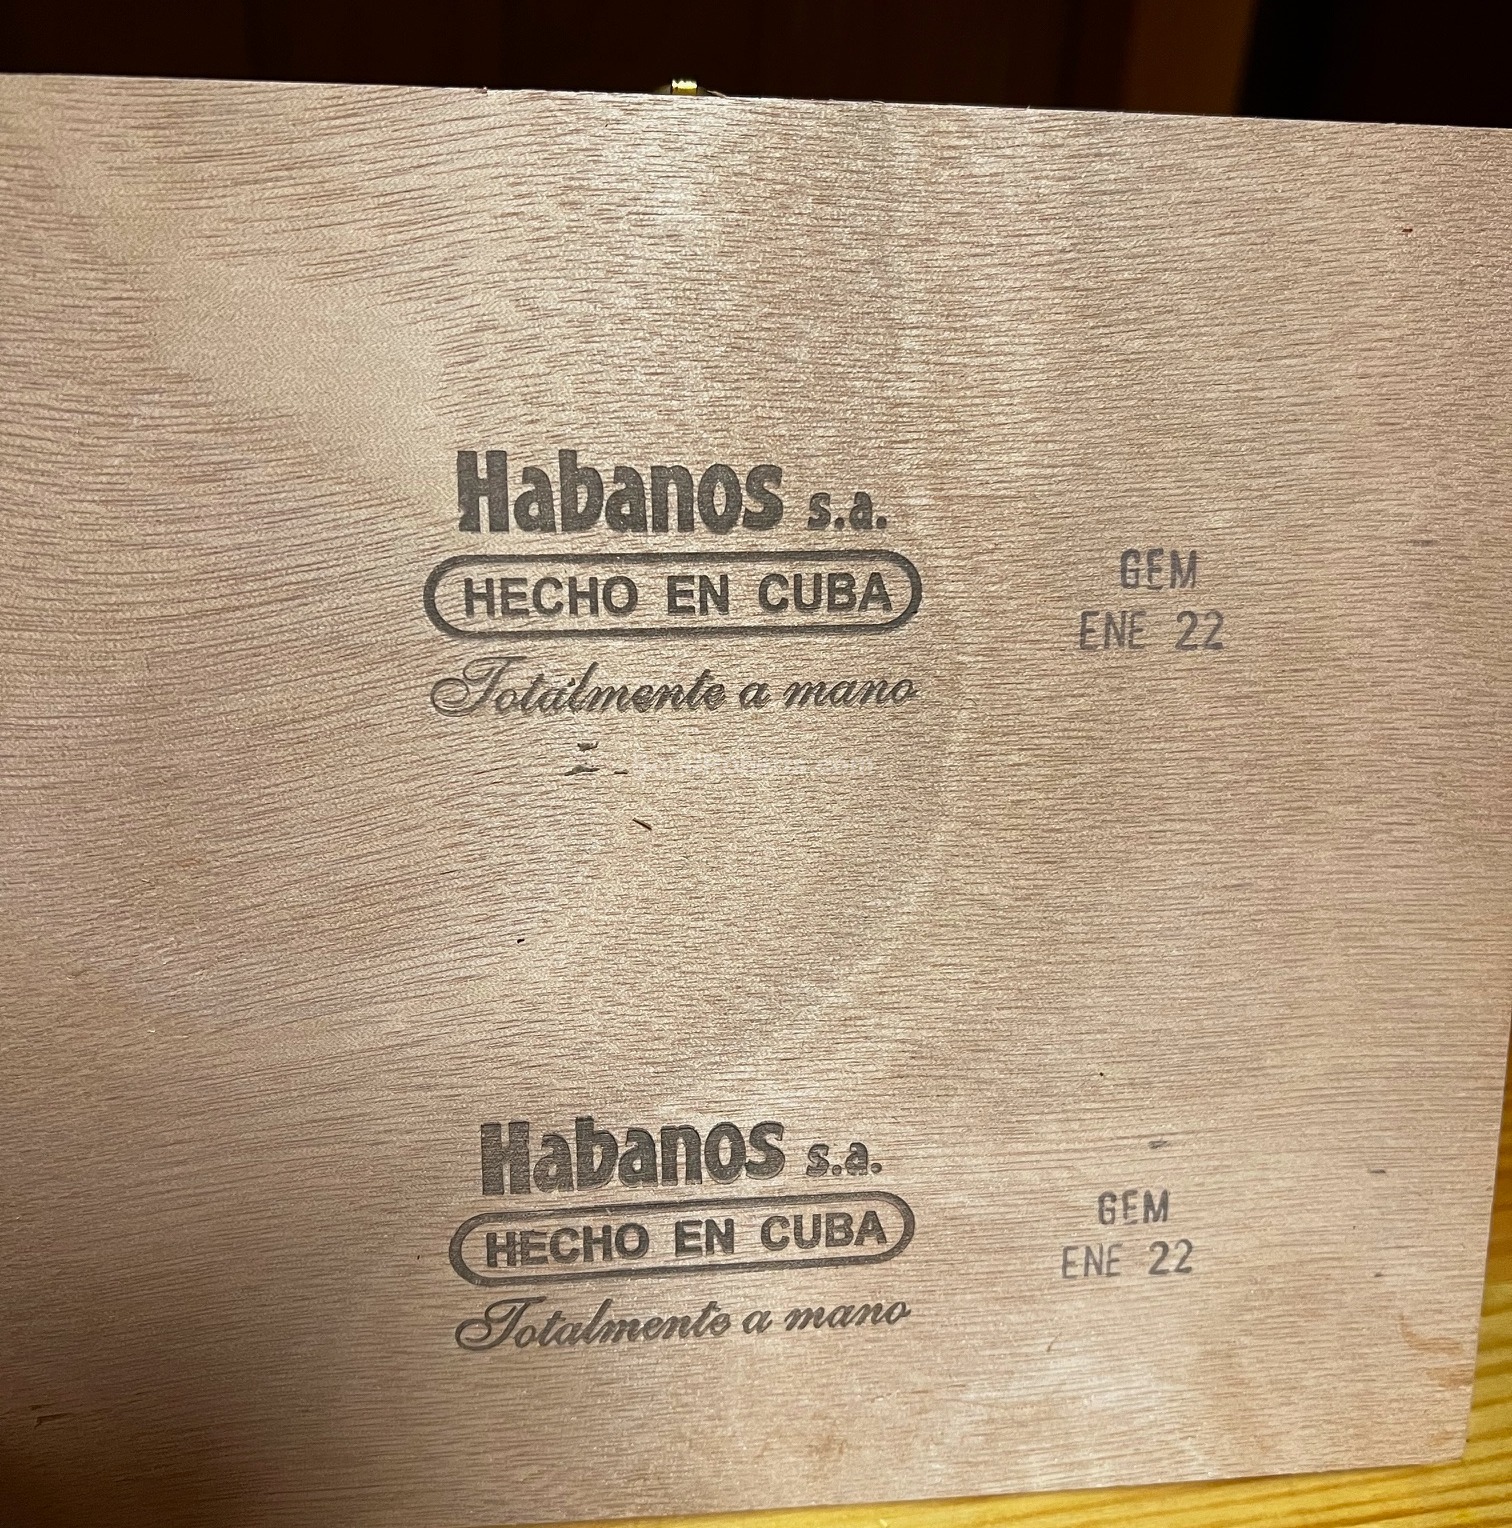 Habanos s.a.
HECHO EN CUBA
Totalmente a mano
GEM
ENE 22
Habanos s.a.
HECHO EN CUBA
Totalmente a mano
GEM
ENE 22